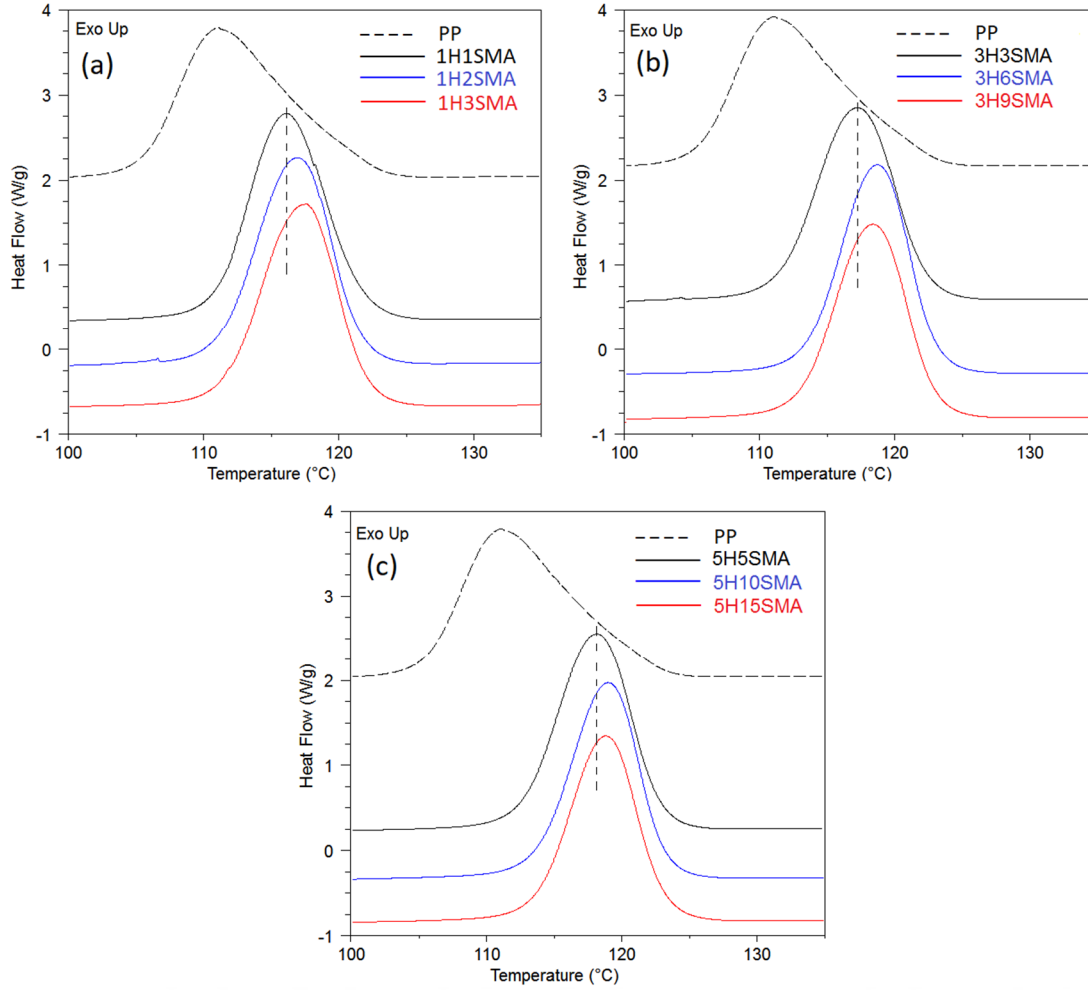 Exo Up
(a)
PP
1H1SMA
1H2SMA
1H3SMA
4
3
2
1
0
-1
Heat Flow (W/g)
100
110
120
130
Temperature (°C)
Exo Up
(b)
PP
3H3SMA
3H6SMA
3H9SMA
4
3
2
1
0
-1
Heat Flow (W/g)
100
110
120
130
Temperature (°C)
Exo Up
(c)
PP
5H5SMA
5H10SMA
5H15SMA
4
3
2
1
0
-1
Heat Flow (W/g)
100
110
120
130
Temperature (°C)